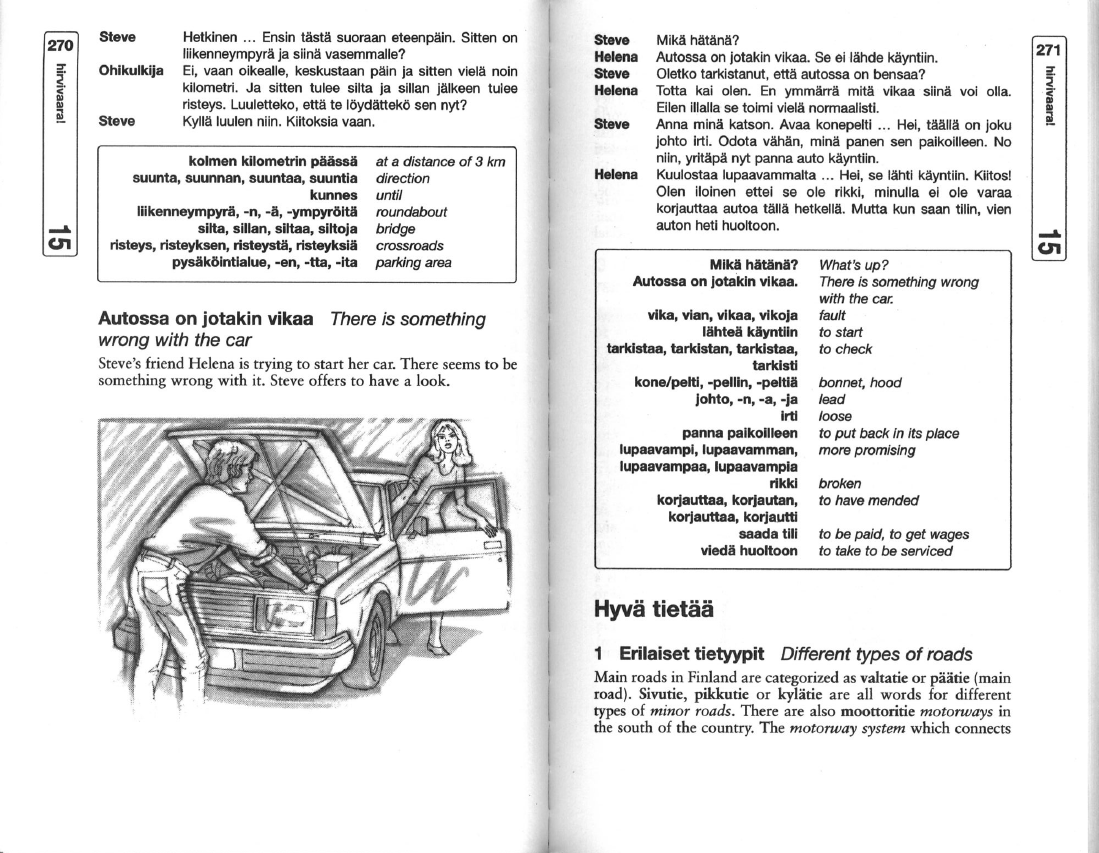 270
hirvivaara!
15
Steve Hetkinen ... Ensin tästä suoraan eteenpäin. Sitten on
liikenneympyrä ja siinä vasemmalle?
Ohikulkija Ei, vaan oikealle, keskustaan päin ja sitten vielä noin
kilometri. Ja sitten tulee silta ja sillan jälkeen tulee
risteys. Luuletteko, että te löydättekö sen nyt?
Steve Kyllä luulen niin. Kiitoksia vaan.
kolmen kilometrin päässä at a distance of 3 km
suunta, suunnan, suuntaa, suuntia direction
kunnes until
liikenneympyrä, -n, -ä, -ympyröitä roundabout
silta, sillan, siltaa, siltoja bridge
risteys, risteyksen, risteystä, risteyksiä crossroads
pysäköintialue, -en, -tta, -ita parking area
Autossa on jotakin vikaa There is something
wrong with the car
Steve's friend Helena is trying to start her car. There seems to be
something wrong with it. Steve offers to have a look.
271
hirvivaara!
15
Steve Mikä hätänä?
Helena Autossa on jotakin vikaa. Se ei lähde käyntiin.
Steve Oletko tarkistanut, että autossa on bensaa?
Helena Totta kai olen. En ymmärrä mitä vikaa siinä voi olla.
Eilen illalla se toimi vielä normaalisti.
Steve Anna minä katson. Avaa konepelti ... Hei, täällä on joku
johto irti. Odota vähän, minä panen sen paikoilleen. No
niin, yritäpä nyt panna auto käyntiin.
Helena Kuulostaa lupaavammalta ... Hei, se lähti käyntiin. Kiitos!
Olen iloinen ettei se ole rikki, minulla ei ole varaa
korjauttaa autoa tällä hetkellä. Mutta kun saan tilin, vien
auton heti huoltoon.
Mikä hätänä? What's up?
Autossa on jotakin vikaa. There is something wrong
with the car.
vika, vian, vikaa, vikoja fault
lähteä käyntiin to start
tarkistaa, tarkistan, tarkistaa, to check
tarkisti
kone/pelti, -pellin, -peltiä bonnet, hood
johto, -n, -a, -ja lead
irti loose
panna paikoilleen to put back in its place
lupaavampi, lupaavamman, more promising
lupaavampaa, lupaavampia
rikki broken
korjauttaa, korjautan, to have mended
korjauttaa, korjautti
saada tili to be paid, to get wages
viedä huoltoon to take to be serviced
Hyvä tietää
1 Erilaiset tietyypit Different types of roads
Main roads in Finland are categorized as valtatie or päätie (main
road). Sivutie, pikkutie or kylätie are all words for different
types of minor roads. There are also moottoritie motorways in
the south of the country. The motorway system which connects